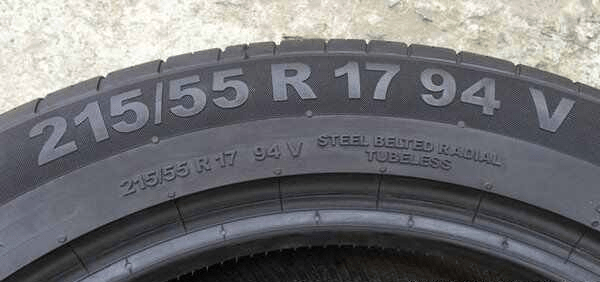 215/55 R 17 94 V
215/55 R 17 94 V
STEEL BELTED RADIAL
TUBELESS